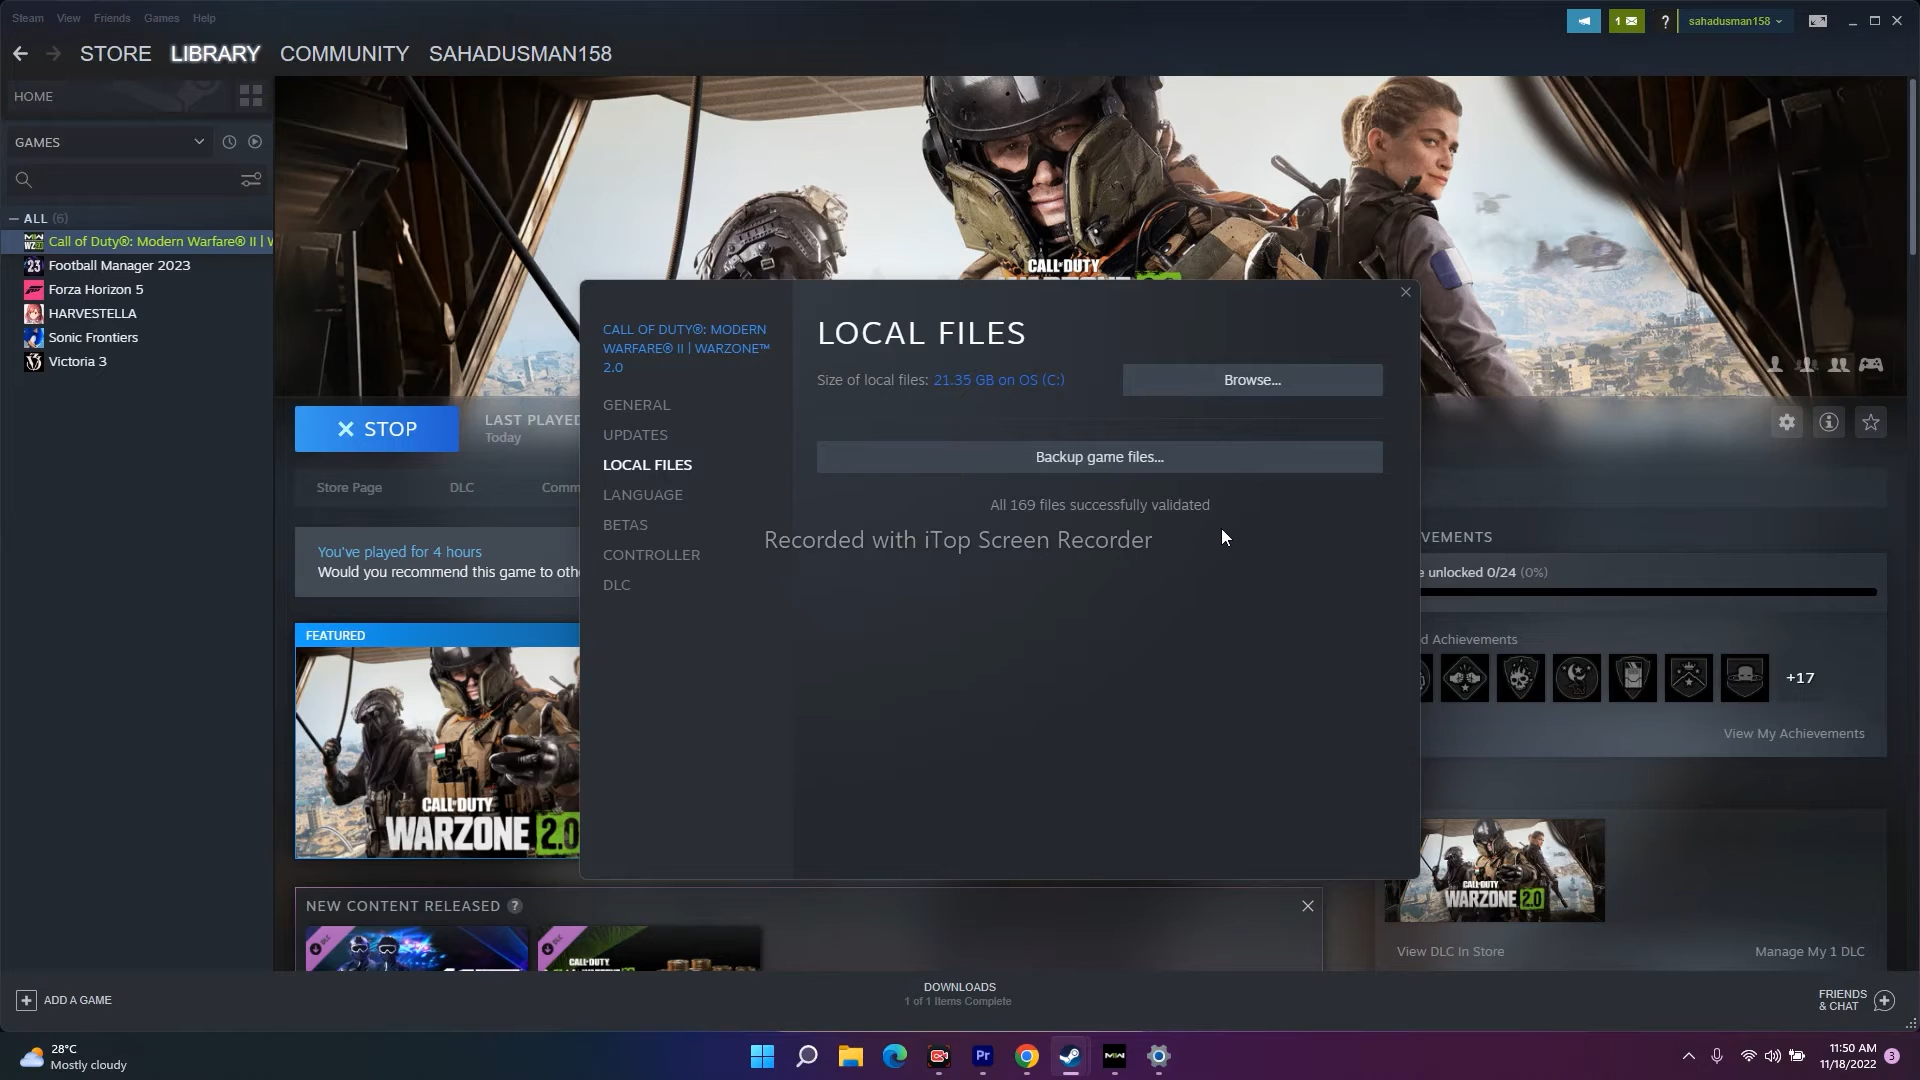 Steam View Friends Games Help
1
?
sahadusman158
STORE LIBRARY COMMUNITY SAHADUSMAN158
HOME
GAMES
ALL (6)
Call of Duty®: Modern Warfare® II |
Football Manager 2023
Forza Horizon 5
HARVESTELLA
Sonic Frontiers
Victoria 3
CALL OF DUTY
CALL OF DUTY®: MODERN
WARFARE® II | WARZONE™
2.0
GENERAL
UPDATES
LOCAL FILES
LANGUAGE
BETAS
CONTROLLER
DLC
LOCAL FILES
Size of local files: 21.35 GB on OS (C:)
Browse...
Backup game files...
All 169 files successfully validated
Recorded with iTop Screen Recorder
STOP
LAST PLAYED
Today
Store Page
DLC
Comm
You've played for 4 hours
Would you recommend this game to oth
FEATURED
CALL OF DUTY
WARZONE 2.0
NEW CONTENT RELEASED ?
CALL OF DUTY
VEMENTS
e unlocked 0/24 (0%)
d Achievements
+17
View My Achievements
CALL OF DUTY
WARZONE 2.0
View DLC In Store
Manage My 1 DLC
ADD A GAME
DOWNLOADS
1 of 1 Items Complete
FRIENDS
& CHAT
28°C
Mostly cloudy
Pr
11:50 AM
11/18/2022
3